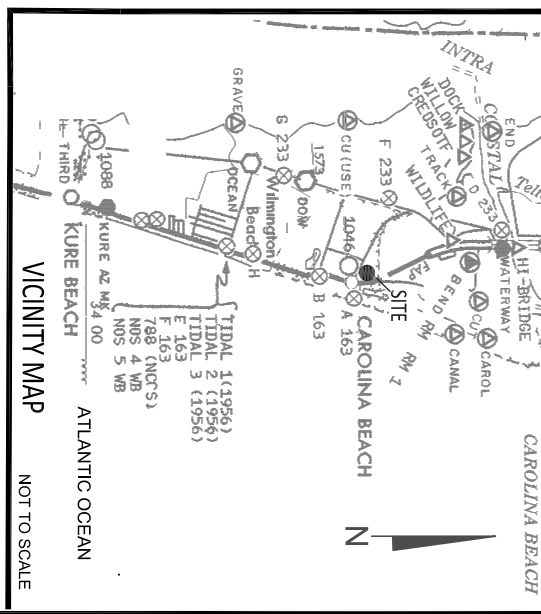 INTRA
COASTAL
END
DOCK
WILLOW
CREOSOTE
TRACK
WILDLIFE
D 233
HI-BRIDGE
WATERWAY
BEND
CUT
CAROL
CANAL
RM 1
RM
GRAVE
G 233
CU (USE)
1573
F 233
DOW
Wilmington
Beach
OCEAN
H
1046
SITE
B 163
A 163
CAROLINA BEACH
CAROLINA BEACH
1088
THIRD
KURE AZ MK
KURE BEACH
34 00
TIDAL 1(1956)
TIDAL 2 (1956)
TIDAL 3 (1956)
E 163
F 163
788 (NCFS)
NOS 4 WB
NOS 5 WB
N
ATLANTIC OCEAN
VICINITY MAP
NOT TO SCALE